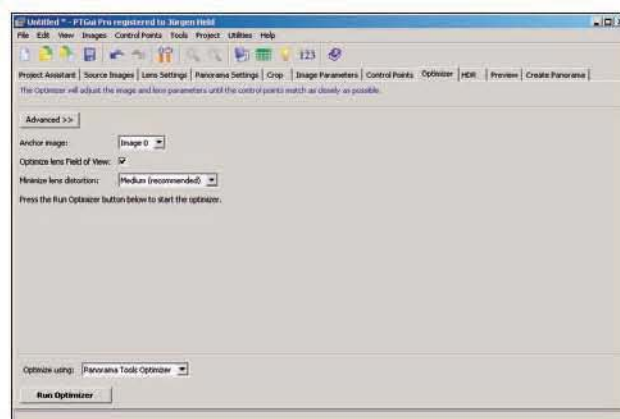 Untitled * - PTGui Pro registered to Jürgen Held
File Edit View Images Control Points Tools Project Utilities Help
123
Project Assistant Source Images Lens Settings Panorama Settings Crop Image Parameters Control Points Optimizer HDR Preview Create Panorama
The Optimizer will adjust the image and lens parameters until the control points match as closely as possible.
Advanced >>
Anchor image: Image 0
Optimize lens Field of View:
Minimize lens distortion: Medium (recommended)
Press the Run Optimizer button below to start the optimizer.
Optimize using: Panorama Tools Optimizer
Run Optimizer